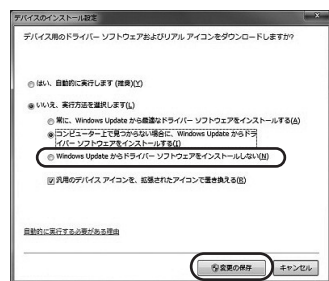 デバイスのインストール設定
デバイス用のドライバー ソフトウェアおよびリアル アイコンをダウンロードしますか?
はい、自動的に実行します (推奨)(Y)
いいえ、実行方法を選択します(L)
常に、Windows Update から最適なドライバー ソフトウェアをインストールする(A)
コンピューター上で見つからない場合に、Windows Update からドラ
イバー ソフトウェアをインストールする(I)
Windows Update からドライバー ソフトウェアをインストールしない(N)
汎用のデバイス アイコンを、拡張されたアイコンで置き換える(R)
自動的に実行する必要がある理由
変更の保存
キャンセル